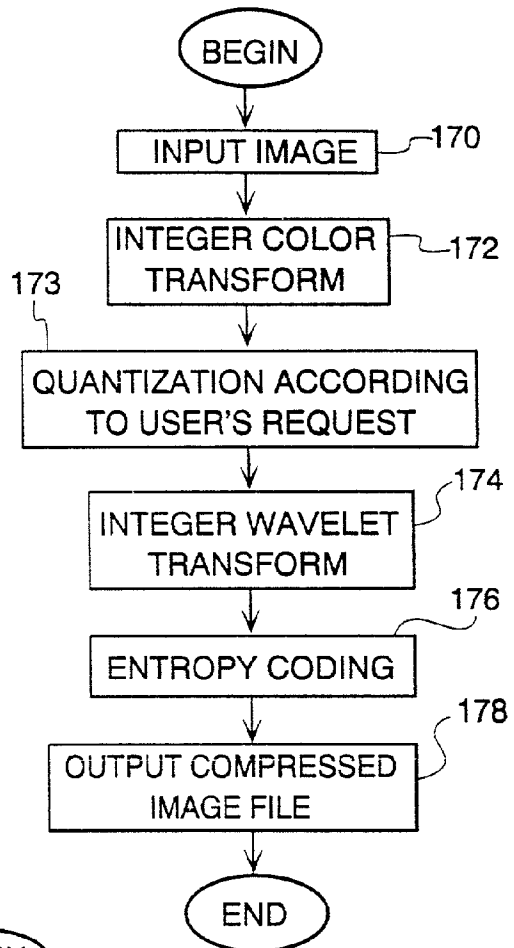 BEGIN
INPUT IMAGE
170
INTEGER COLOR
TRANSFORM
172
173
QUANTIZATION ACCORDING
TO USER'S REQUEST
174
INTEGER WAVELET
TRANSFORM
176
ENTROPY CODING
178
OUTPUT COMPRESSED
IMAGE FILE
END